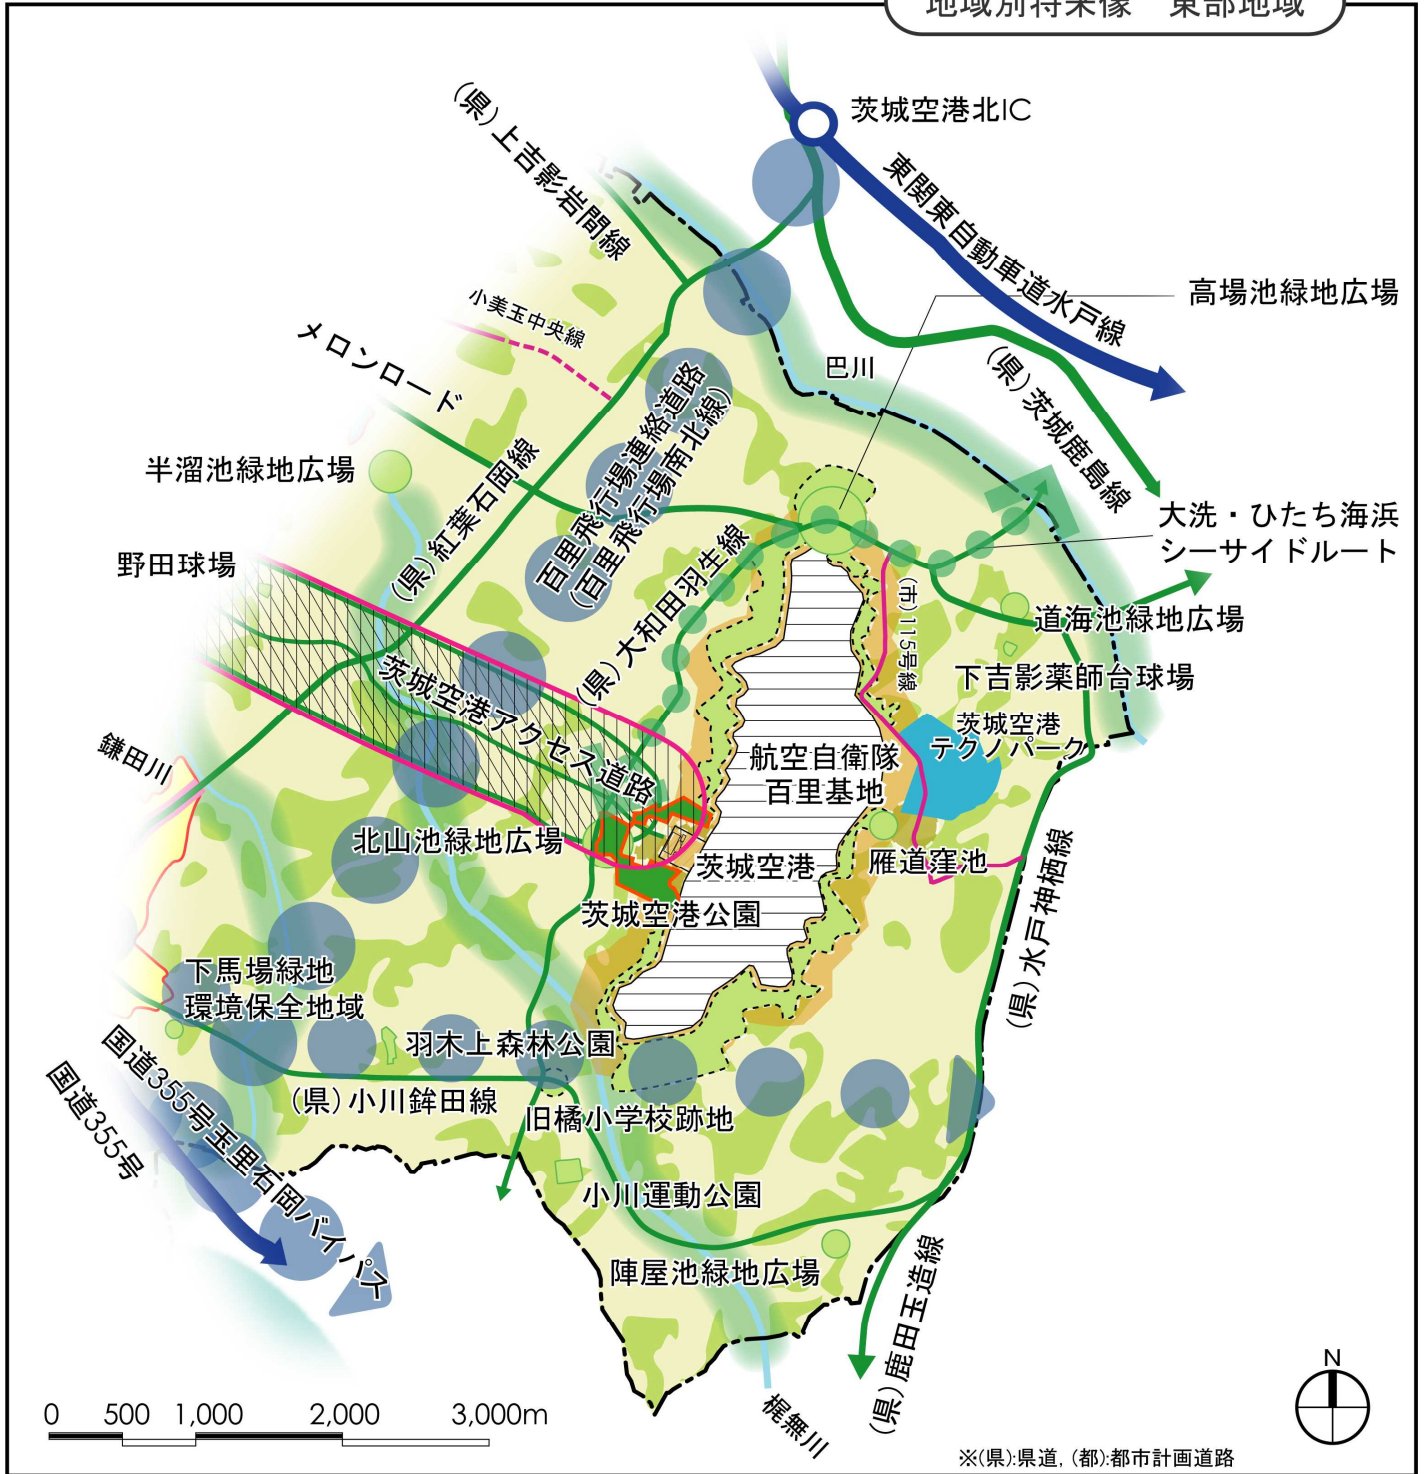 地域別将来像 東部地域
茨城空港北IC
(県)上吉影岩間線
東関東自動車道水戸線
高場池緑地広場
小美玉中央線
メロンロード
巴川
(県)茨城鹿島線
百里飛行場連絡道路
(百里飛行場南北線)
半溜池緑地広場
(県)紅葉石岡線
大洗・ひたち海浜
シーサイドルート
野田球場
(県)大和田羽生線
(市)115号線
道海池緑地広場
下吉影薬師台球場
茨城空港アクセス道路
茨城空港
テクノパーク
鎌田川
航空自衛隊
百里基地
北山池緑地広場
茨城空港
雁道窪池
茨城空港公園
(県)水戸神栖線
下馬場緑地
環境保全地域
羽木上森林公園
国道355号玉里石岡バイパス
国道355号
(県)小川鉾田線
旧橘小学校跡地
小川運動公園
陣屋池緑地広場
(県)鹿田玉造線
梶無川
N
0 500 1,000 2,000 3,000m
※(県):県道, (都):都市計画道路